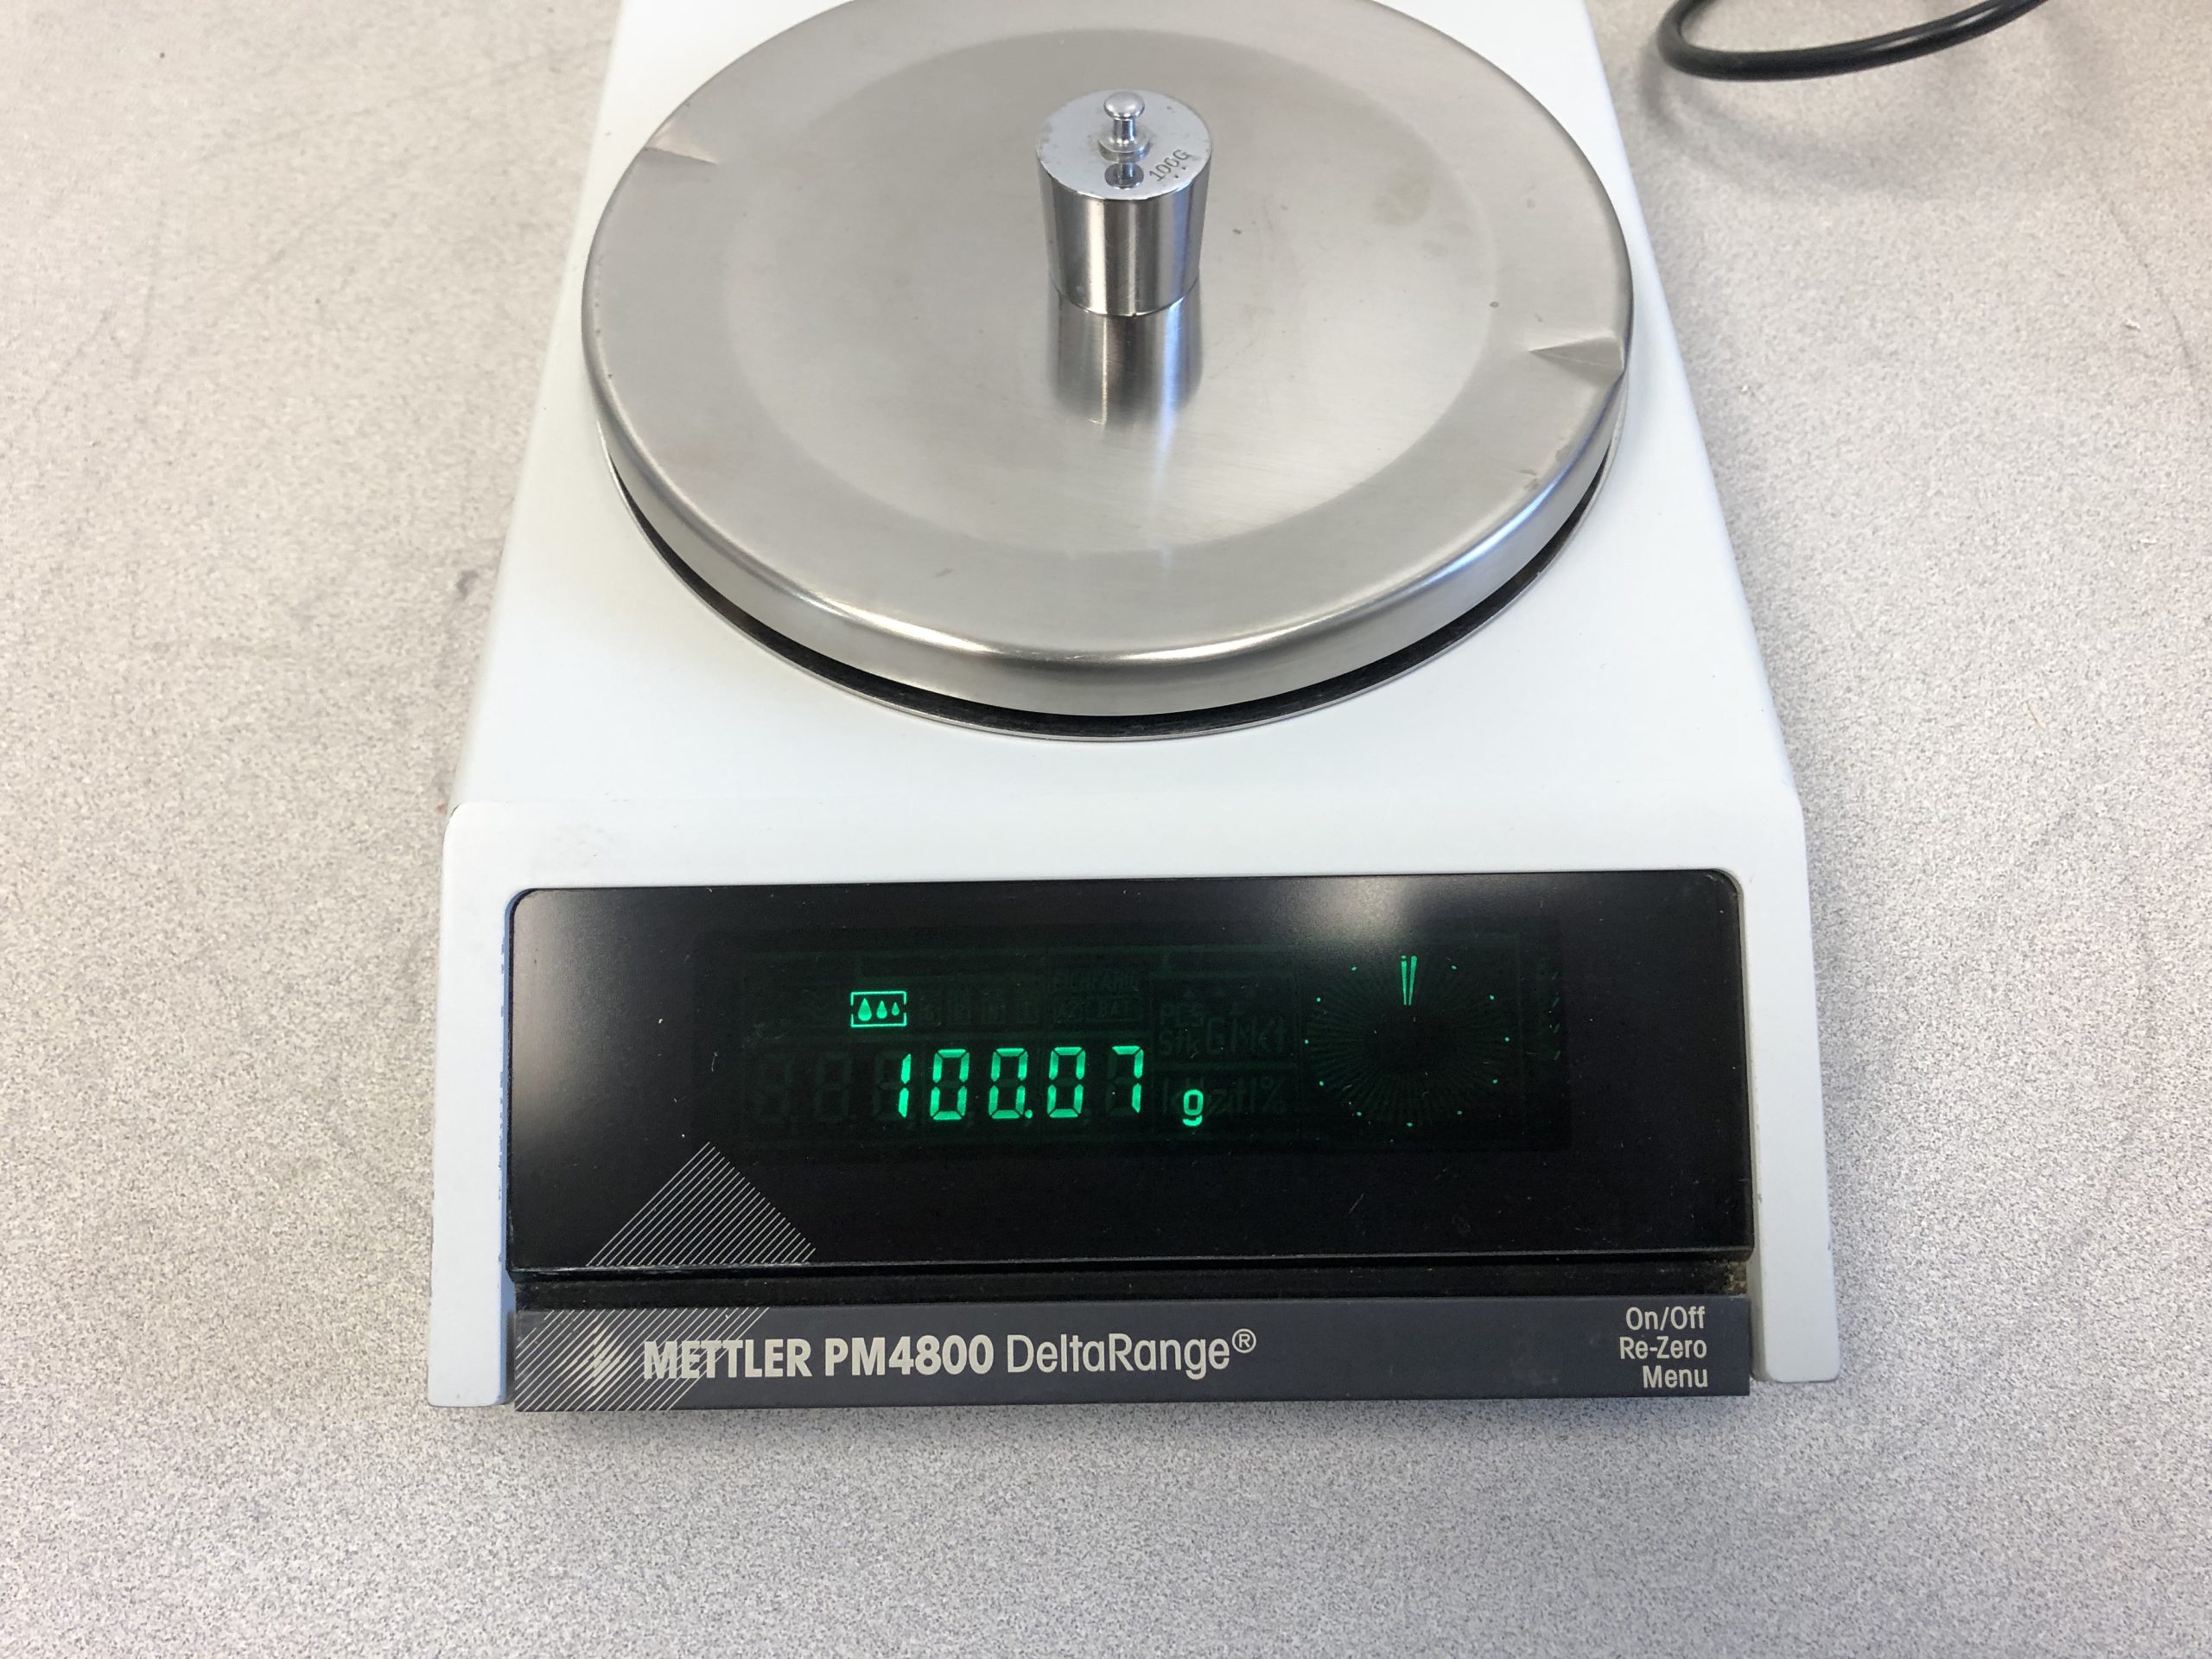 100G
100.07 g
METTLER PM4800 DeltaRange®
On/Off
Re-Zero
Menu